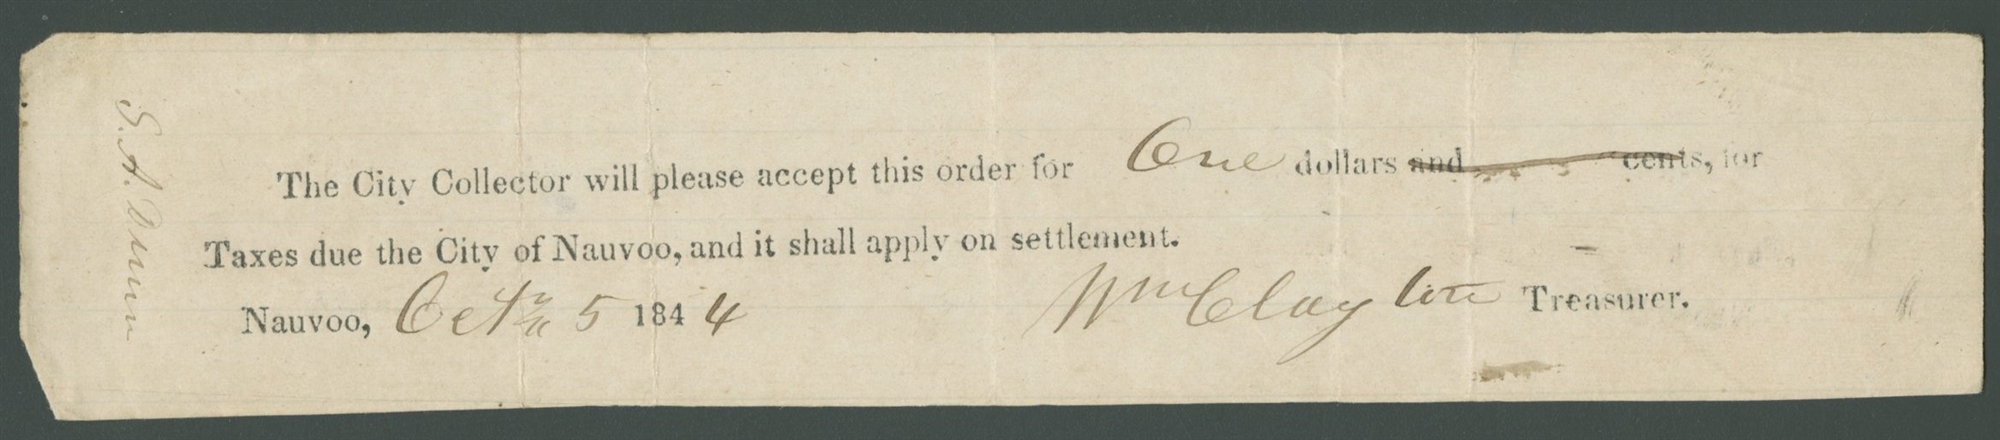 S. A. Dunn
The City Collector will please accept this order for One dollars and cents, for
Taxes due the City of Nauvoo, and it shall apply on settlement.
Nauvoo, Octr 5 1844 Wm Clayton Treasurer.